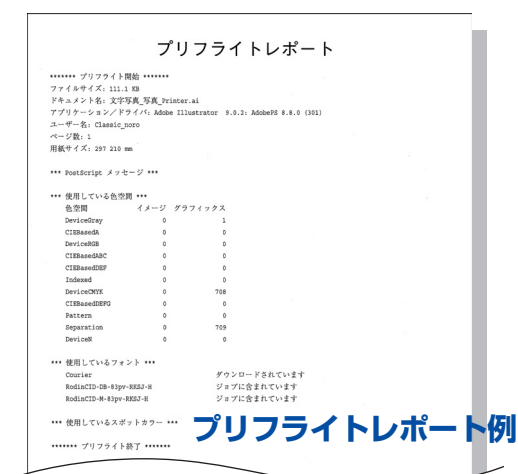 プリフライトレポート
******* プリフライト開始 *******
ファイルサイズ: 111.1 KB
ドキュメント名: 文字写真_写真_Printer.ai
アプリケーション／ドライバ: Adobe Illustrator 9.0.2: AdobePS 8.8.0 (301)
ユーザー名: Classic_noro
ページ数: 1
用紙サイズ: 297 210 mm
*** PostScript メッセージ ***
*** 使用している色空間 ***
色空間 イメージ グラフィックス
DeviceGray 0 1
CIEBasedA 0 0
DeviceRGB 0 0
CIEBasedABC 0 0
CIEBasedDEF 0 0
Indexed 0 0
DeviceCMYK 0 708
CIEBasedDEFG 0 0
Pattern 0 0
Separation 0 709
DeviceN 0 0
*** 使用しているフォント ***
Courier ダウンロードされています
RodinCID-DB-83pv-RKSJ-H ジョブに含まれています
RodinCID-M-83pv-RKSJ-H ジョブに含まれています
*** 使用しているスポットカラー ***
プリフライトレポート例
******* プリフライト終了 *******